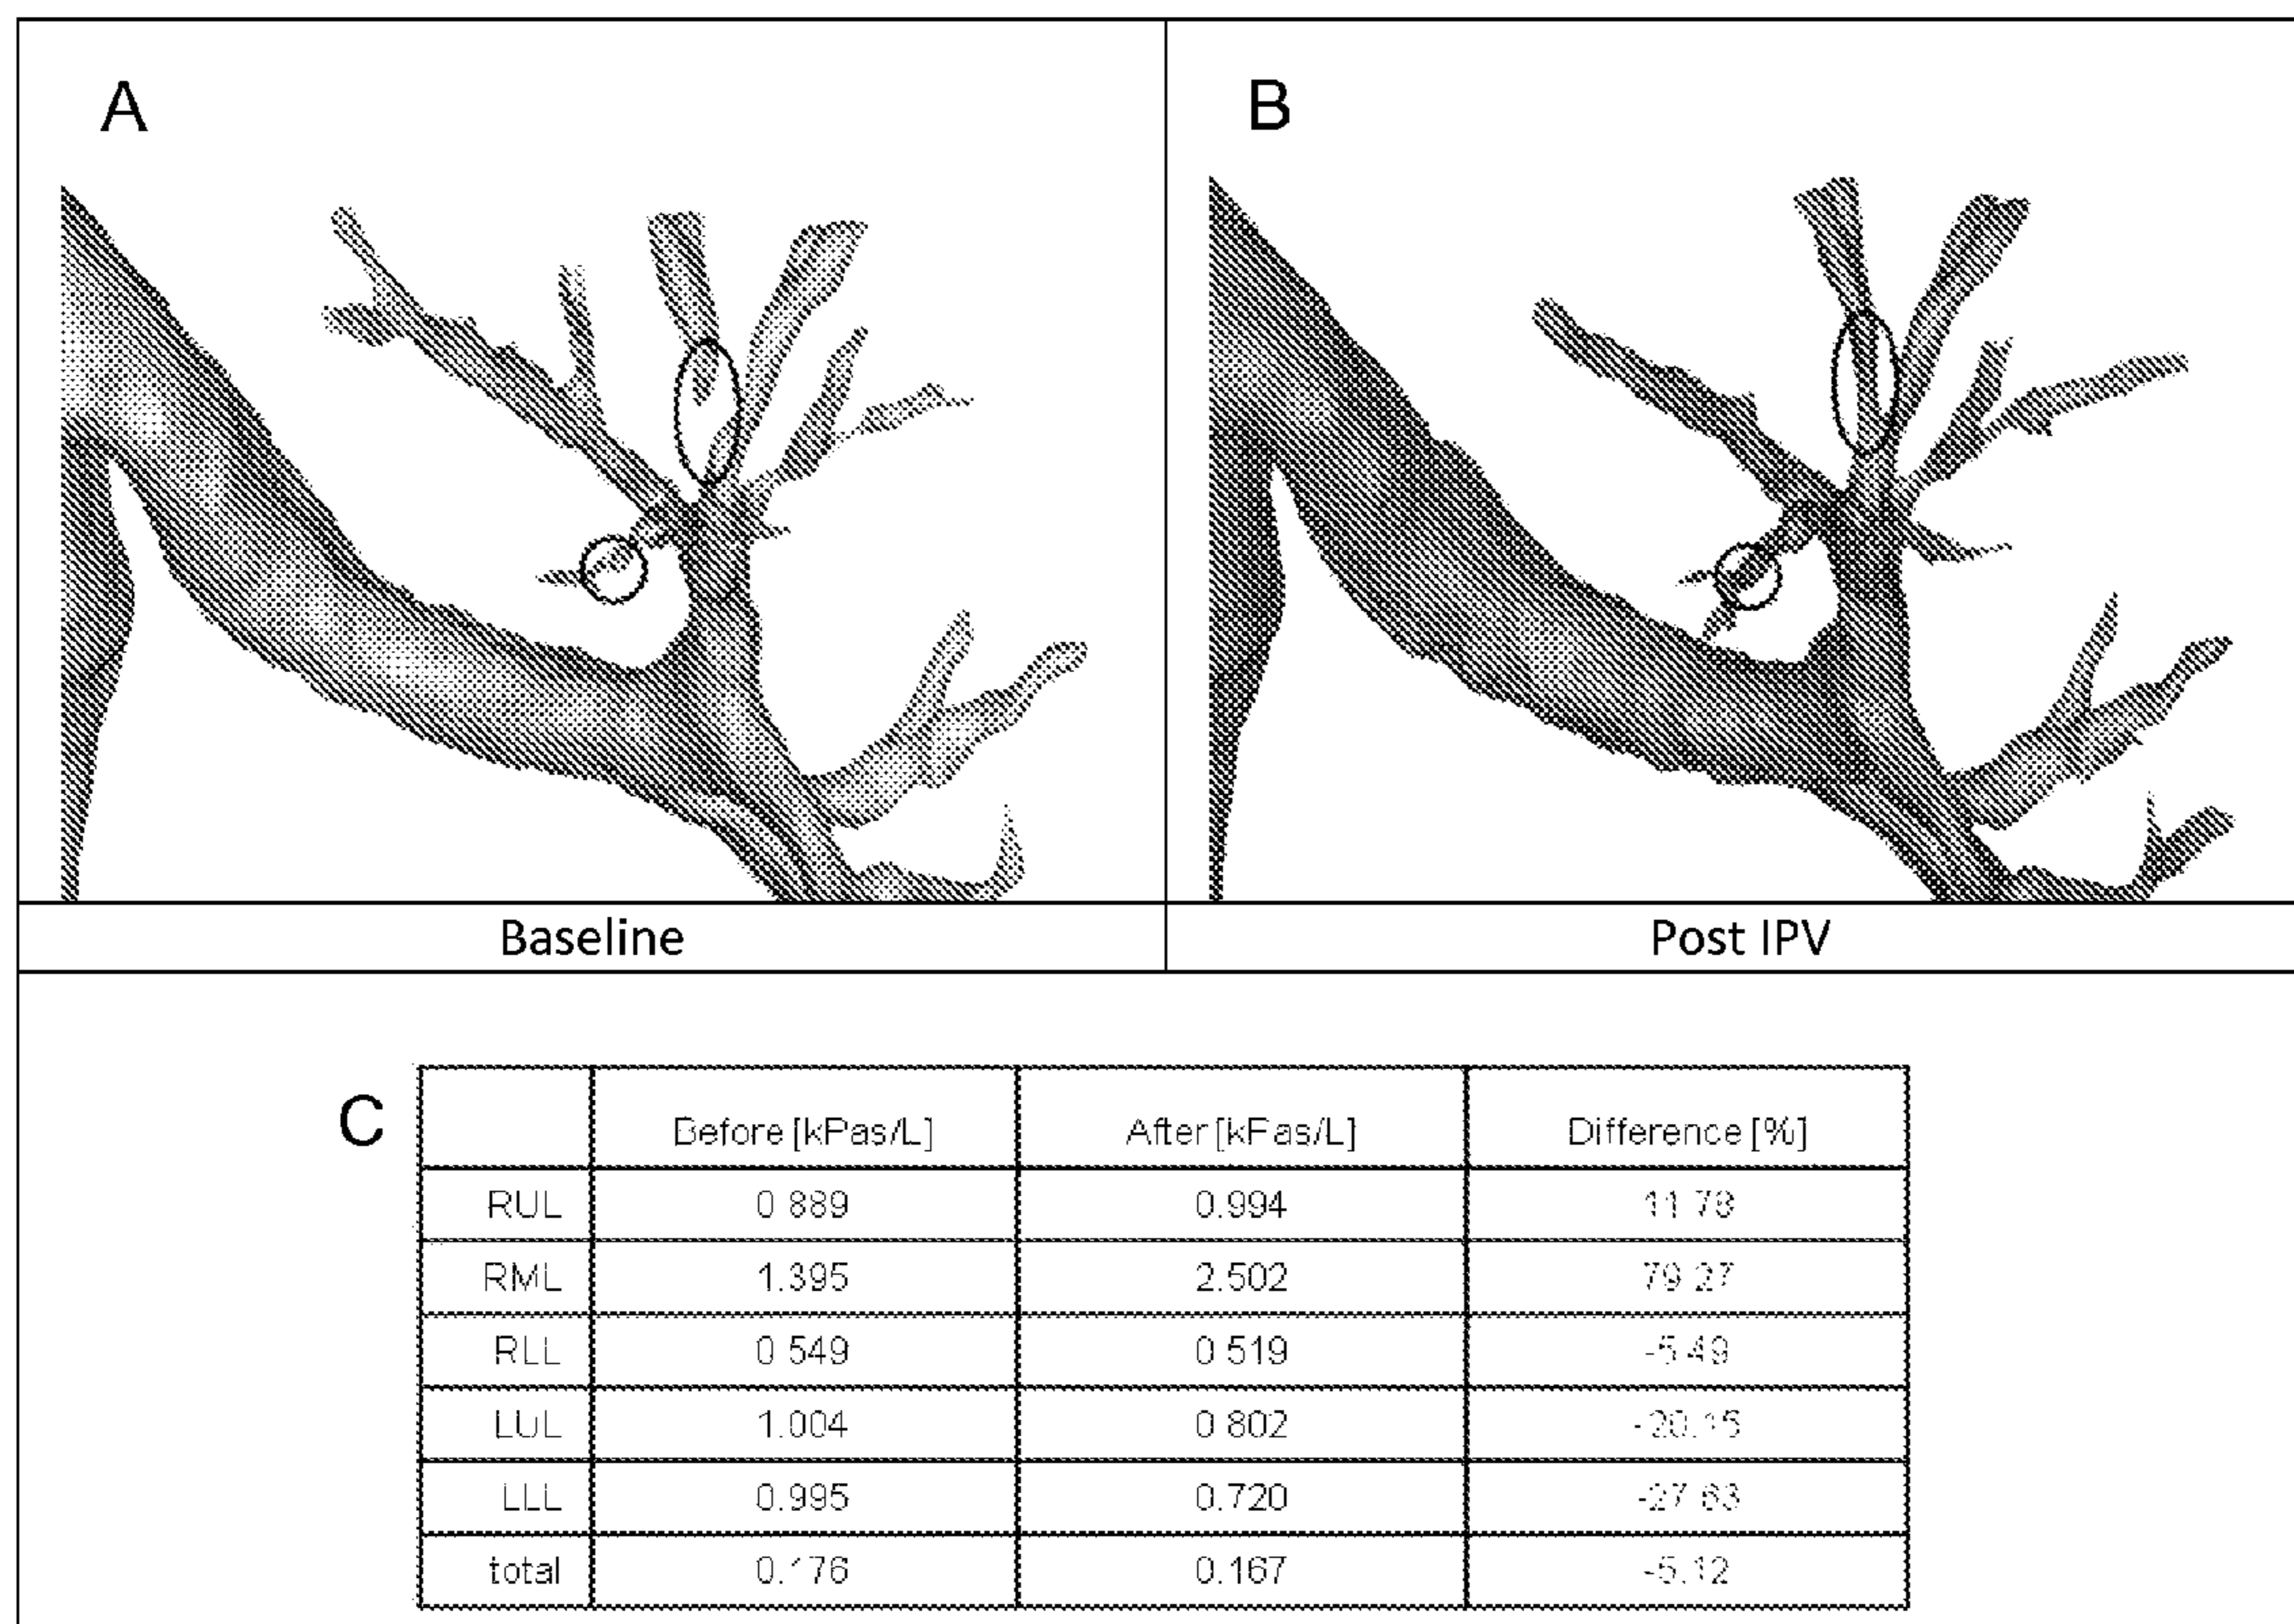 A
B
Baseline
Post IPV
C
Before [kPas/L] After [kPas/L] Difference [%]
RUL 0.889 0.994 11.78
RML 1.395 2.502 79.27
RLL 0.549 0.519 -5.49
LUL 1.004 0.802 -20.15
LLL 0.995 0.720 -27.63
total 0.176 0.167 -5.12